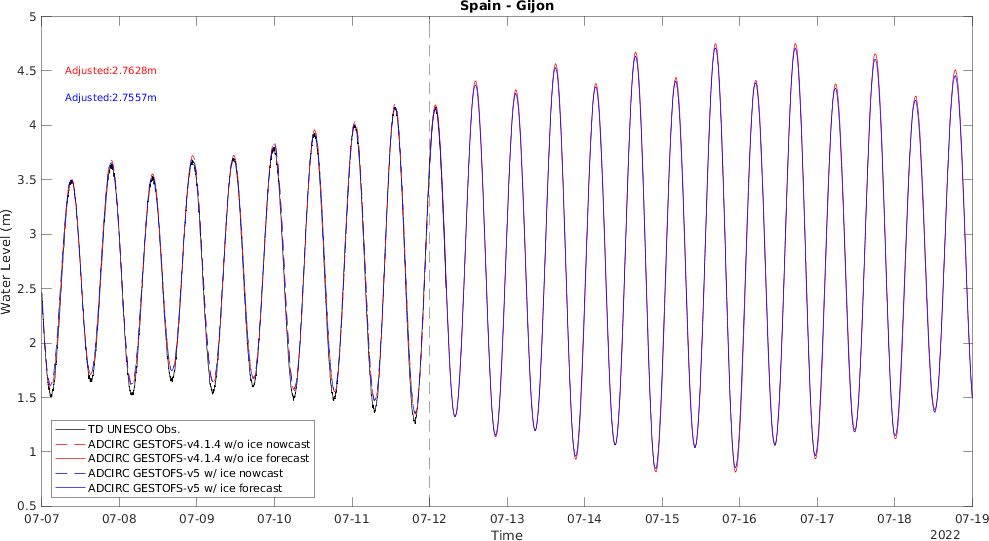 Spain - Gijon
Adjusted:2.7628m
Adjusted:2.7557m
5
4.5
4
3.5
3
2.5
2
1.5
1
0.5
Water Level (m)
TD UNESCO Obs.
ADCIRC GESTOFS-v4.1.4 w/o ice nowcast
ADCIRC GESTOFS-v4.1.4 w/o ice forecast
ADCIRC GESTOFS-v5 w/ ice nowcast
ADCIRC GESTOFS-v5 w/ ice forecast
07-07 07-08 07-09 07-10 07-11 07-12 07-13 07-14 07-15 07-16 07-17 07-18 07-19
Time
2022